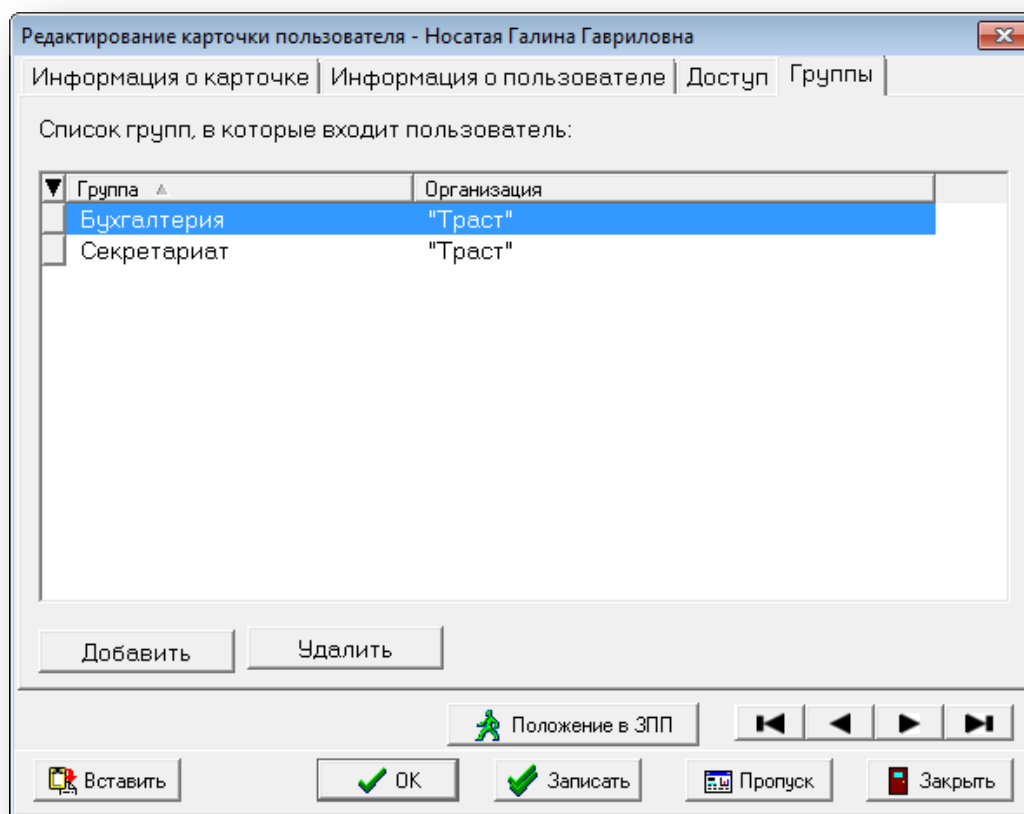 Редактирование карточки пользователя - Носатая Галина Гавриловна
Информация о карточке Информация о пользователе Доступ Группы
Список групп, в которые входит пользователь:
Группа Организация
Бухгалтерия "Траст"
Секретариат "Траст"
Добавить Удалить
Положение в ЗПП
Вставить OK Записать Пропуск Закрыть